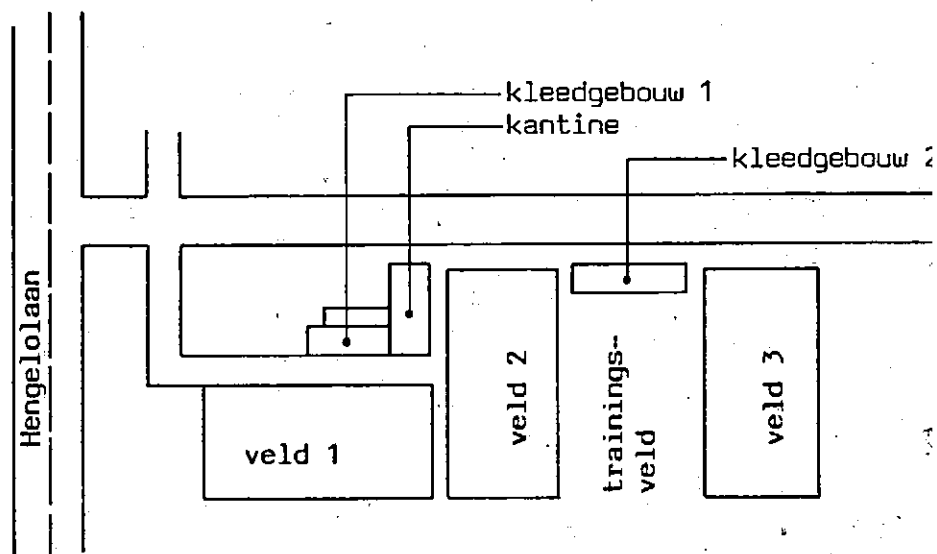 kleedgebouw 1
kantine
kleedgebouw 2
Hengelolaan
veld 1
veld 2
trainings-
veld
veld 3